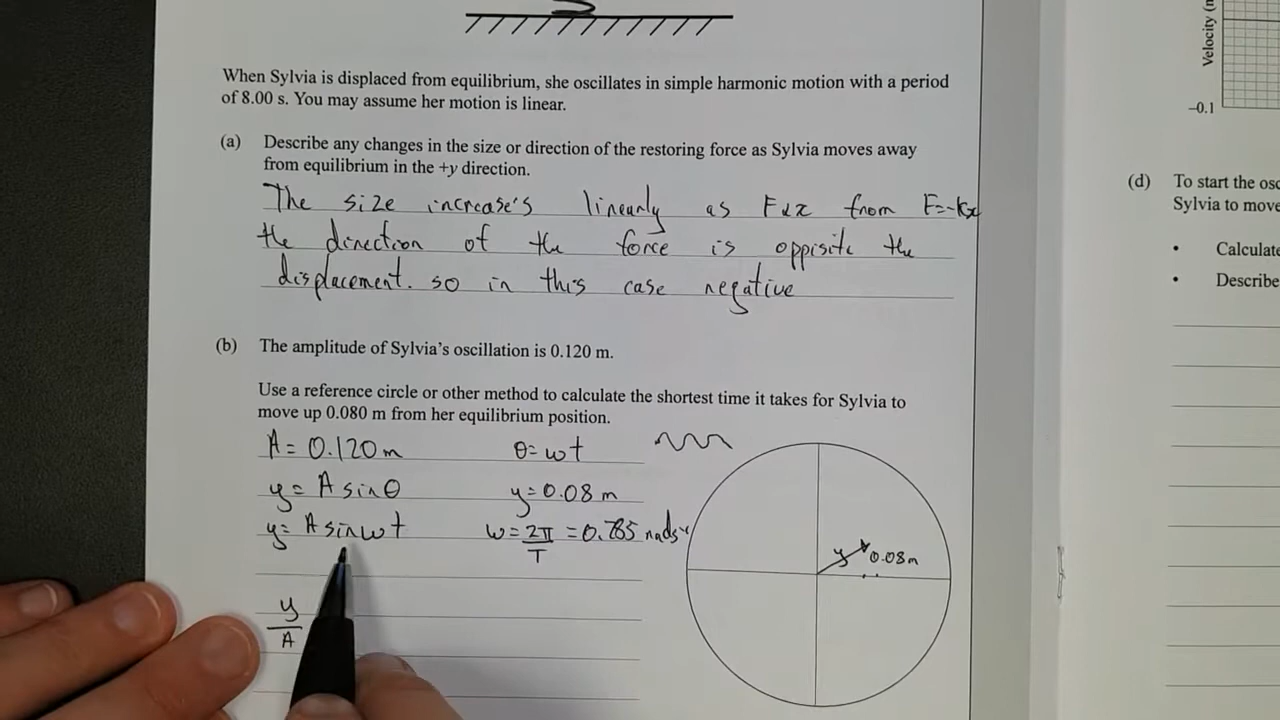 When Sylvia is displaced from equilibrium, she oscillates in simple harmonic motion with a period
of 8.00 s. You may assume her motion is linear.
(a) Describe any changes in the size or direction of the restoring force as Sylvia moves away
from equilibrium in the +y direction.
The size increase's linearly as F∝x from F=-kx
the direction of the force is opposite the
displacement. so in this case negative
(b) The amplitude of Sylvia's oscillation is 0.120 m.
Use a reference circle or other method to calculate the shortest time it takes for Sylvia to
move up 0.080 m from her equilibrium position.
A = 0.120m θ=ωt
y= A sinθ y=0.08 m
y= A sinωt ω=2π/T = 0.785 rads⁻¹
y/A
y 0.08m
Velocity (m
−0.1
(d) To start the osc
Sylvia to move
• Calculate
• Describe